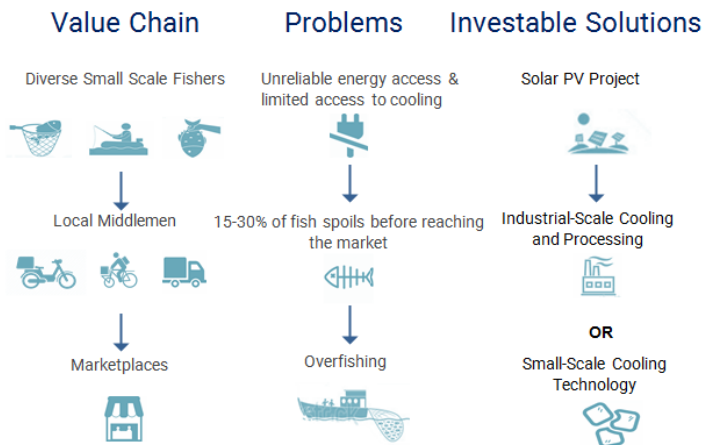 Value Chain
Problems
Investable Solutions
Diverse Small Scale Fishers
Unreliable energy access &
limited access to cooling
Solar PV Project
Local Middlemen
15-30% of fish spoils before reaching
the market
Industrial-Scale Cooling
and Processing
OR
Marketplaces
Overfishing
Small-Scale Cooling
Technology